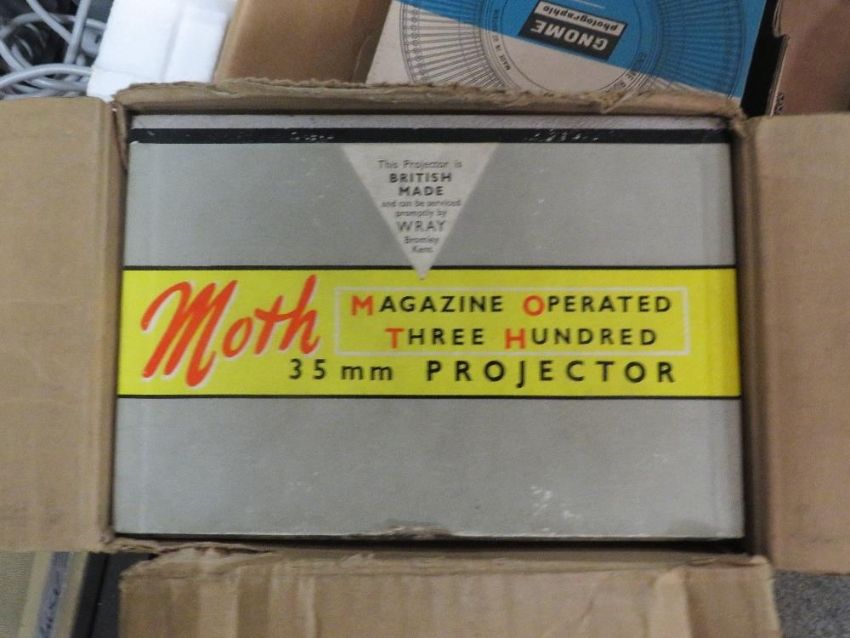 GNOME
photographic
This Projector is
BRITISH
MADE
and can be serviced
promptly by
WRAY
Bromley
Kent
Moth
MAGAZINE OPERATED
THREE HUNDRED
35mm PROJECTOR